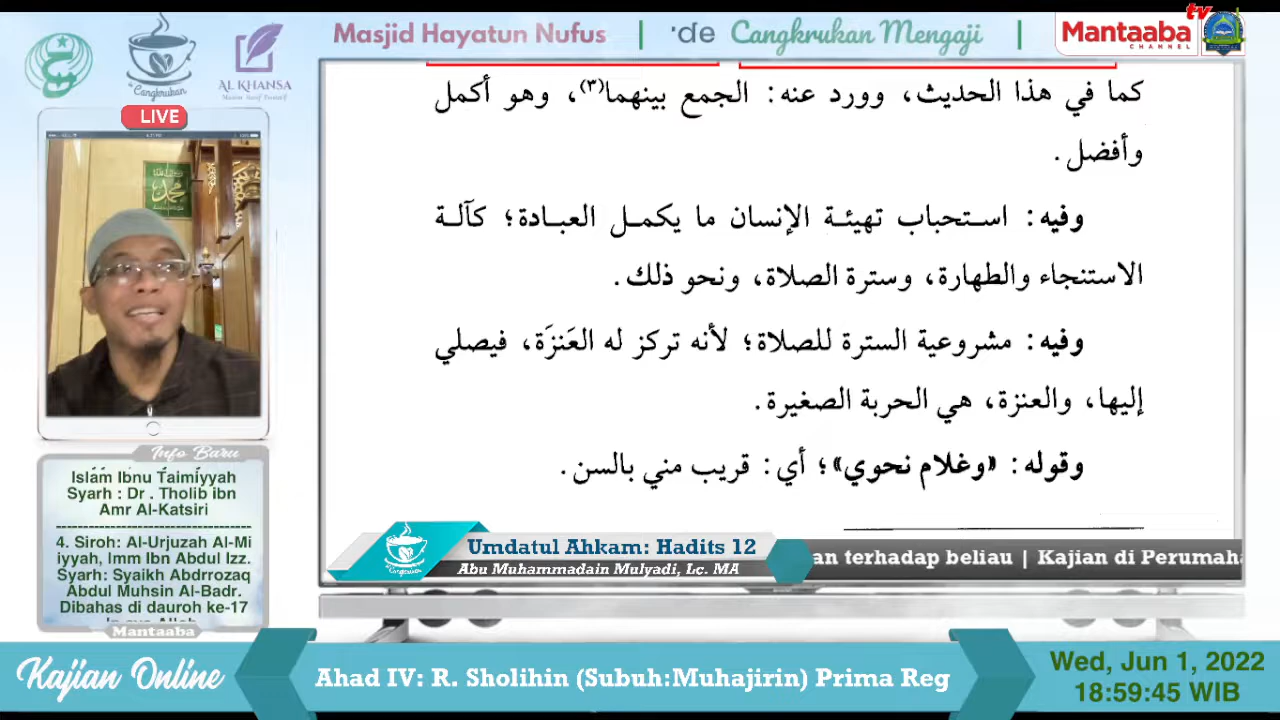 Masjid Hayatun Nufus | 'de Cangkrukan Mengaji |
Mantaaba tv
CHANNEL
de Cangkrukan
AL KHANSA
LIVE
كما في هذا الحديث، وورد عنه: الجمع بينهما(٣)، وهو أكمل
وأفضل.
وفيه: استحباب تهيئة الإنسان ما يكمل العبادة؛ كآلة
الاستنجاء والطهارة، وسترة الصلاة، ونحو ذلك.
وفيه: مشروعية السترة للصلاة؛ لأنه تركز له العَنزَة، فيصلي
إليها، والعنزة، هي الحربة الصغيرة.
وقوله: «وغلام نحوي»؛ أي: قريب مني بالسن.
Info Baru
Islam Ibnu Taimiyyah
Syarh : Dr . Tholib ibn
Amr Al-Katsiri
4. Siroh: Al-Urjuzah Al-Mi
iyyah, Imm Ibn Abdul Izz.
Syarh: Syaikh Abdrrozaq
Abdul Muhsin Al-Badr.
Dibahas di dauroh ke-17
Mantaaba
Umdatul Ahkam: Hadits 12
Abu Muhammadain Mulyadi, Lc. MA
an terhadap beliau | Kajian di Perumaha
Kajian Online
Ahad IV: R. Sholihin (Subuh:Muhajirin) Prima Reg
Wed, Jun 1, 2022
18:59:45 WIB